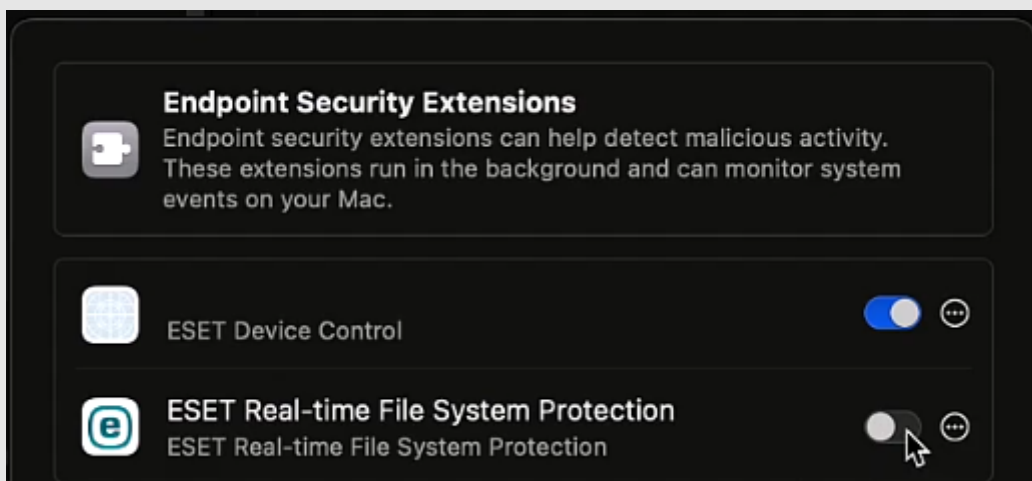 Endpoint Security Extensions
Endpoint security extensions can help detect malicious activity.
These extensions run in the background and can monitor system
events on your Mac.
ESET Device Control
ESET Real-time File System Protection
ESET Real-time File System Protection